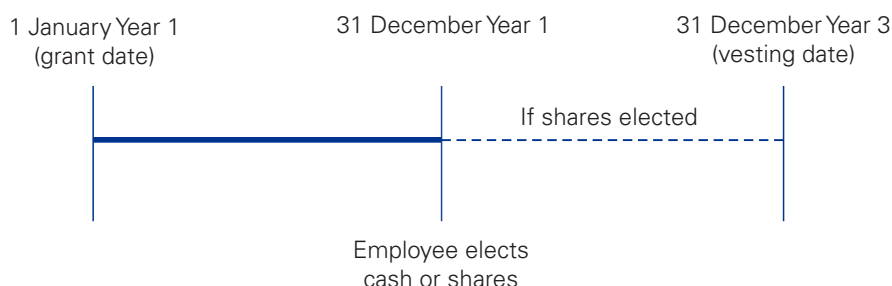 1 January Year 1
(grant date)
31 December Year 1
31 December Year 3
(vesting date)
If shares elected
Employee elects
cash or shares